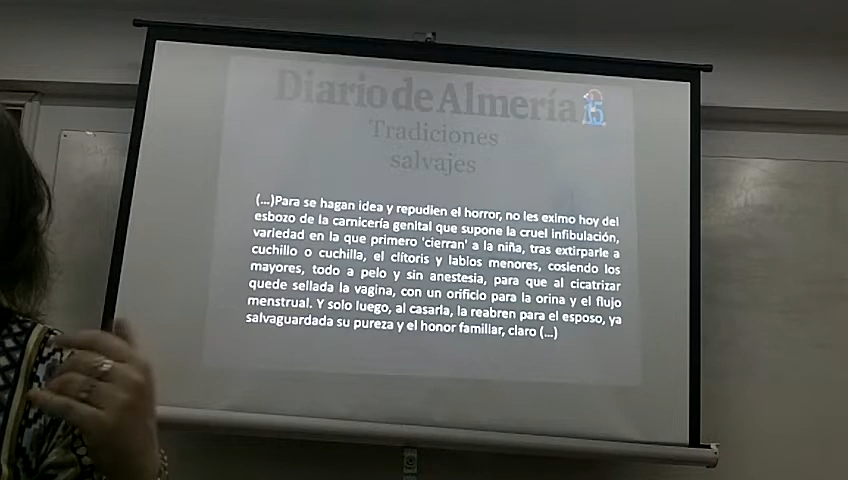 Diario de Almería
15
Tradiciones
salvajes
(...)Para se hagan idea y repudien el horror, no les eximo hoy del
esbozo de la carnicería genital que supone la cruel infibulación,
variedad en la que primero 'cierran' a la niña, tras extirparle a
cuchillo o cuchilla, el clítoris y labios menores, cosiendo los
mayores, todo a pelo y sin anestesia, para que al cicatrizar
quede sellada la vagina, con un orificio para la orina y el flujo
menstrual. Y solo luego, al casarla, la reabren para el esposo, ya
salvaguardada su pureza y el honor familiar, claro (...)